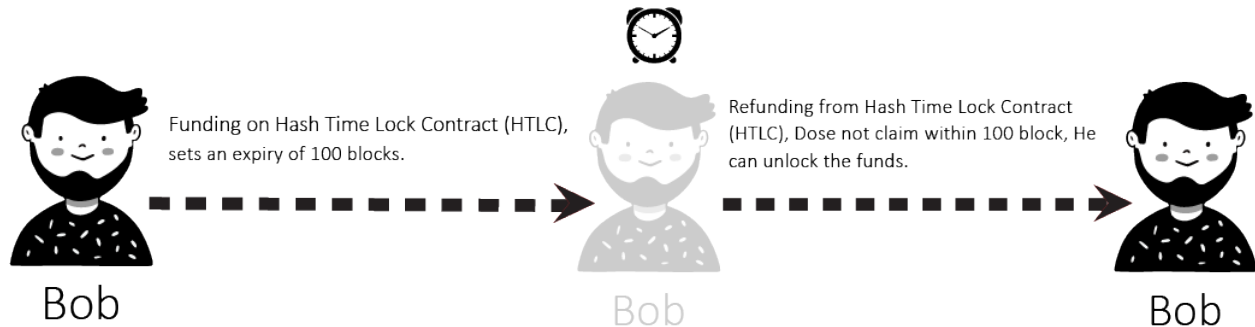 Funding on Hash Time Lock Contract (HTLC),
sets an expiry of 100 blocks.
Refunding from Hash Time Lock Contract
(HTLC), Dose not claim within 100 block, He
can unlock the funds.
Bob
Bob
Bob